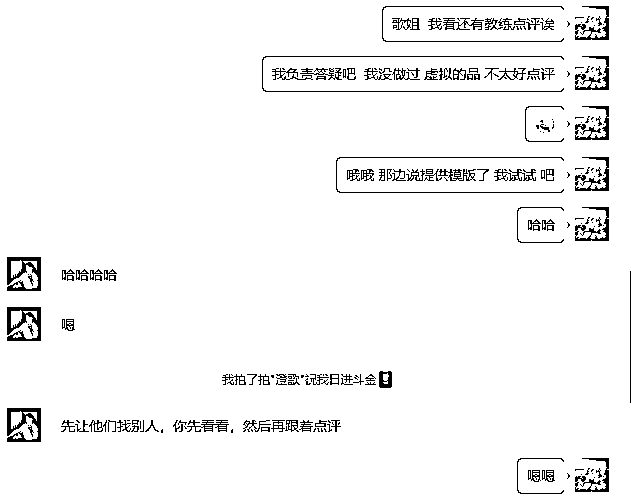 歌姐 我看还有教练点评诶
我负责答疑吧 我没做过 虚拟的品 不太好点评
哦哦 那边说提供模版了 我试试 吧
哈哈
哈哈哈哈
嗯
我拍了拍"澄歌"说我日进斗金
先让他们找别人，你先看看，然后再跟着点评
嗯嗯